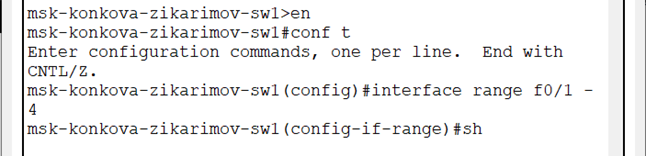 msk-konkova-zikarimov-sw1>en
msk-konkova-zikarimov-sw1#conf t
Enter configuration commands, one per line.  End with
CNTL/Z.
msk-konkova-zikarimov-sw1(config)#interface range f0/1 -
4
msk-konkova-zikarimov-sw1(config-if-range)#sh